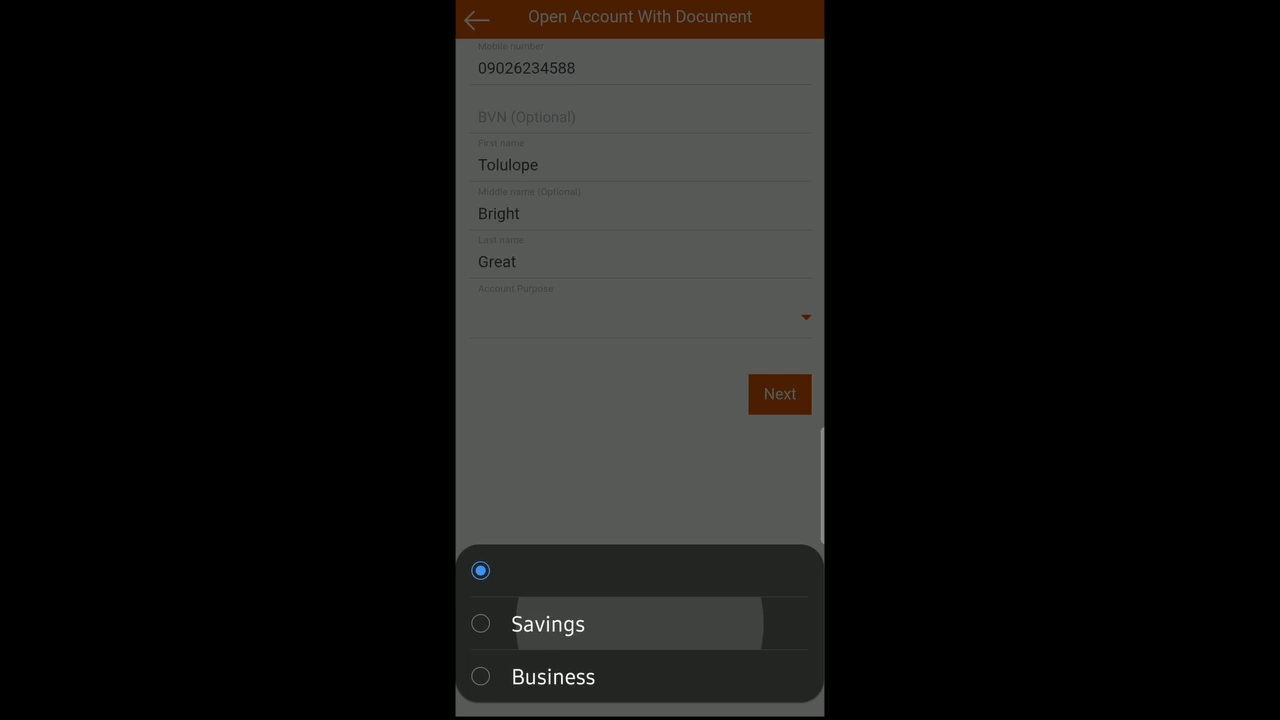 Open Account With Document
Mobile number
09026234588
BVN (Optional)
First name
Tolulope
Middle name (Optional)
Bright
Last name
Great
Account Purpose
Next
Savings
Business